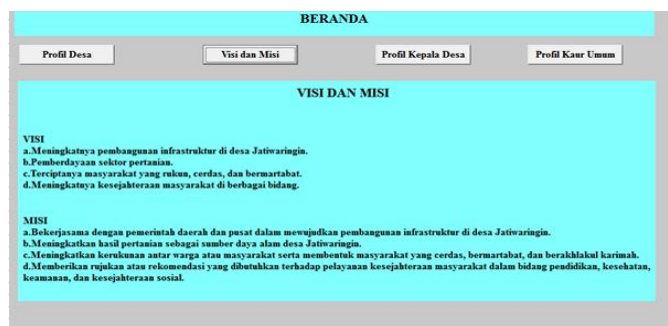 BERANDA
Profil Desa
Visi dan Misi
Profil Kepala Desa
Profil Kaur Umum
VISI DAN MISI
VISI
a.Meningkatnya pembangunan infrastruktur di desa Jatiwaringin.
b.Pemberdayaan sektor pertanian.
c.Terciptanya masyarakat yang rukun, cerdas, dan bermartabat.
d.Meningkatnya kesejahteraan masyarakat di berbagai bidang.
MISI
a.Bekerjasama dengan pemerintah daerah dan pusat dalam mewujudkan pembangunan infrastruktur di desa Jatiwaringin.
b.Meningkatkan hasil pertanian sebagai sumber daya alam desa Jatiwaringin.
c.Meningkatkan kerukunan antar warga atau masyarakat serta membentuk masyarakat yang cerdas, bermartabat, dan berakhlakul karimah.
d.Memberikan rujukan atau rekomendasi yang dibutuhkan terhadap pelayanan kesejahteraan masyarakat dalam bidang pendidikan, kesehatan,
keamanan, dan kesejahteraan sosial.